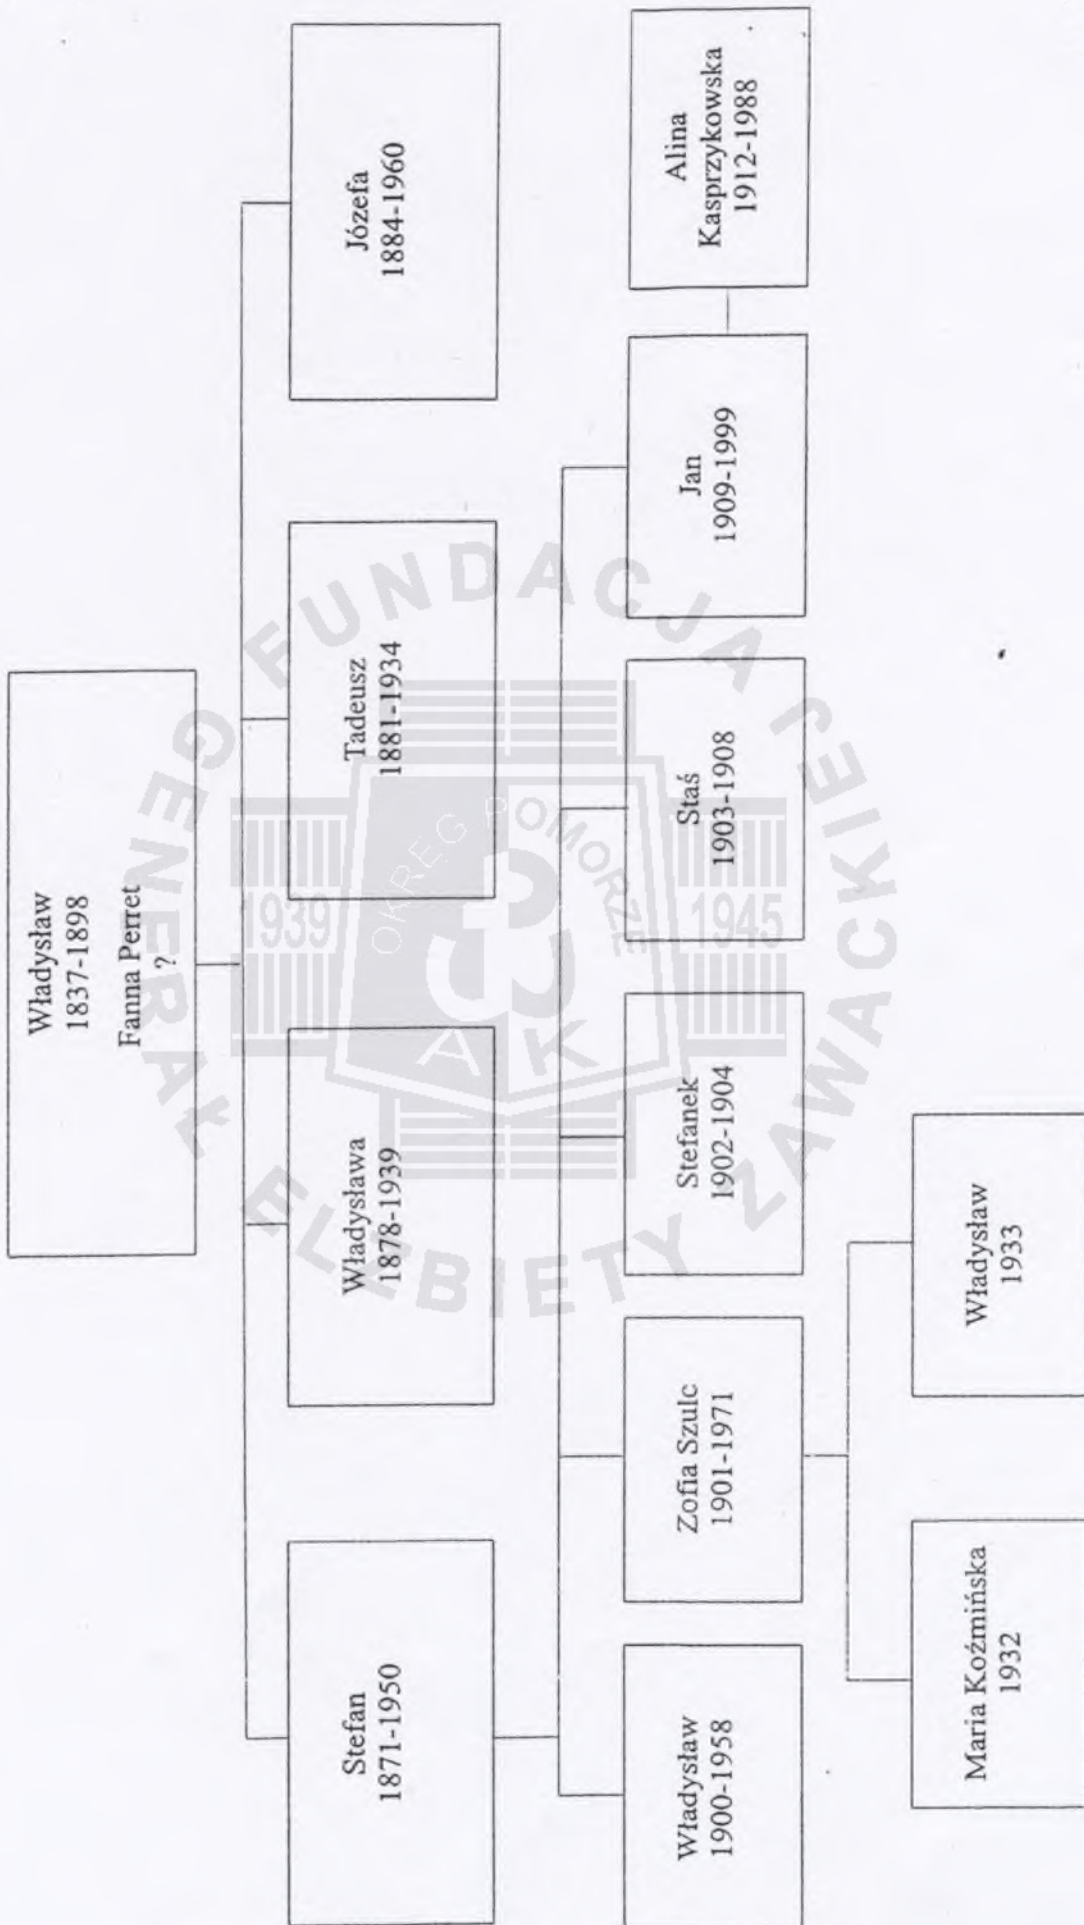 Władysław
1837-1898
Fanna Perret
?
Stefan
1871-1950
Władysława
1878-1939
Tadeusz
1881-1934
Józefa
1884-1960
Władysław
1900-1958
Zofia Szulc
1901-1971
Stefanek
1902-1904
Staś
1903-1908
Jan
1909-1999
Alina
Kasprzykowska
1912-1988
Maria Koźmińska
1932
Władysław
1933
FUNDACJA GENERAŁ ELŻBIETY ZAWACKIEJ
1939
1945
OKRĘG POMORZE
AK